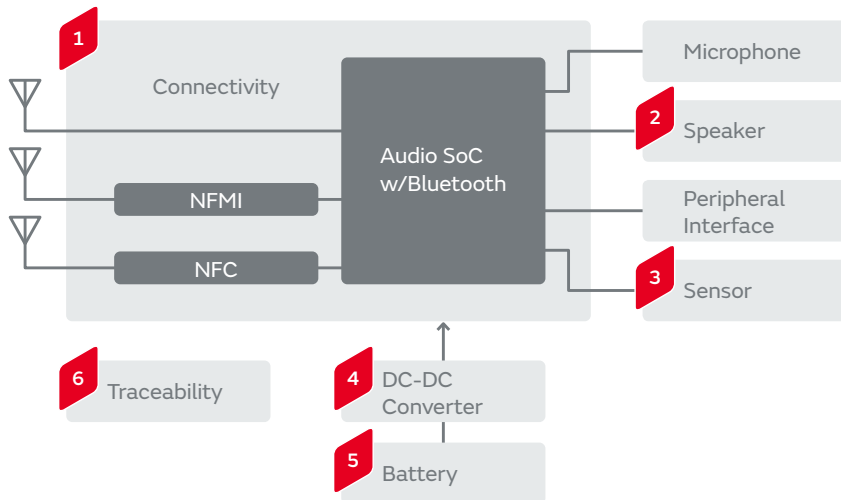 1
Connectivity
Microphone
2
Speaker
Audio SoC
w/Bluetooth
NFMI
Peripheral
Interface
NFC
3
Sensor
6
Traceability
4
DC-DC
Converter
5
Battery